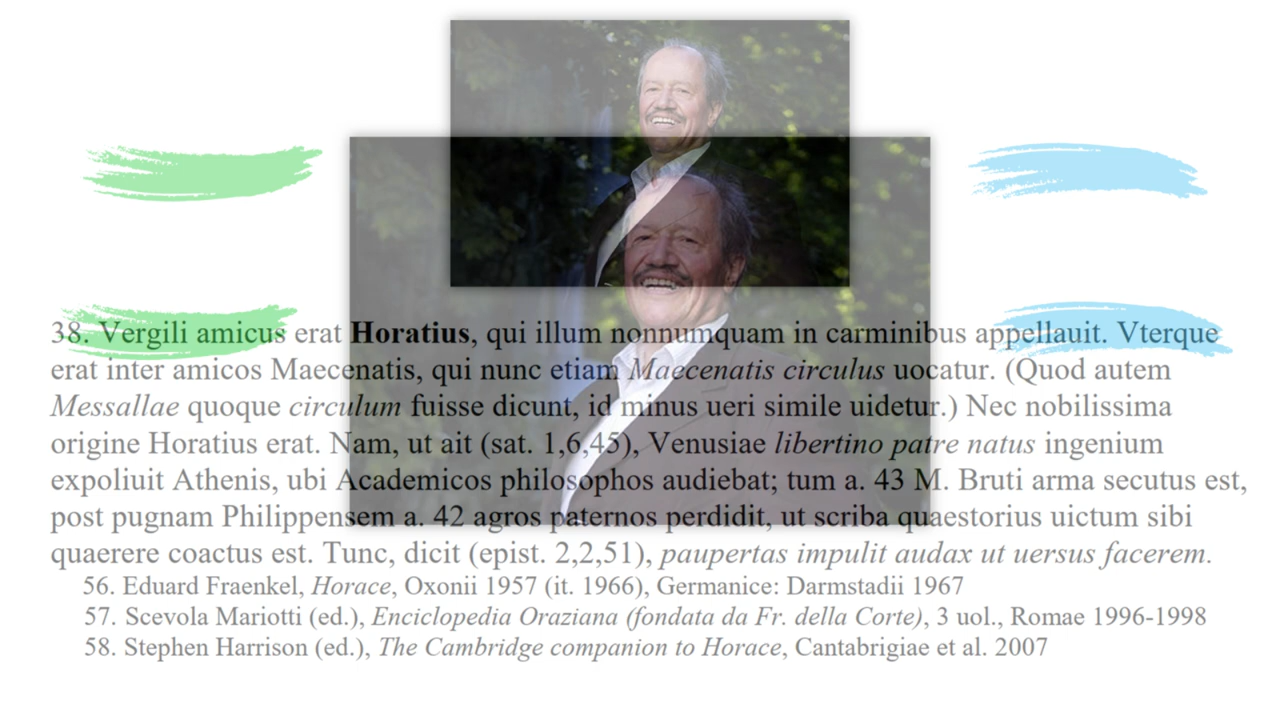 38. Vergili amicus erat Horatius, qui illum nonnumquam in carminibus appellauit. Vterque
erat inter amicos Maecenatis, qui nunc etiam Maecenatis circulus uocatur. (Quod autem
Messallae quoque circulum fuisse dicunt, id minus ueri simile uidetur.) Nec nobilissima
origine Horatius erat. Nam, ut ait (sat. 1,6,45), Venusiae libertino patre natus ingenium
expoliuit Athenis, ubi Academicos philosophos audiebat; tum a. 43 M. Bruti arma secutus est,
post pugnam Philippensem a. 42 agros paternos perdidit, ut scriba quaestorius uictum sibi
quaerere coactus est. Tunc, dicit (epist. 2,2,51), paupertas impulit audax ut uersus facerem.
56. Eduard Fraenkel, Horace, Oxonii 1957 (it. 1966), Germanice: Darmstadii 1967
57. Scevola Mariotti (ed.), Enciclopedia Oraziana (fondata da Fr. della Corte), 3 uol., Romae 1996-1998
58. Stephen Harrison (ed.), The Cambridge companion to Horace, Cantabrigiae et al. 2007